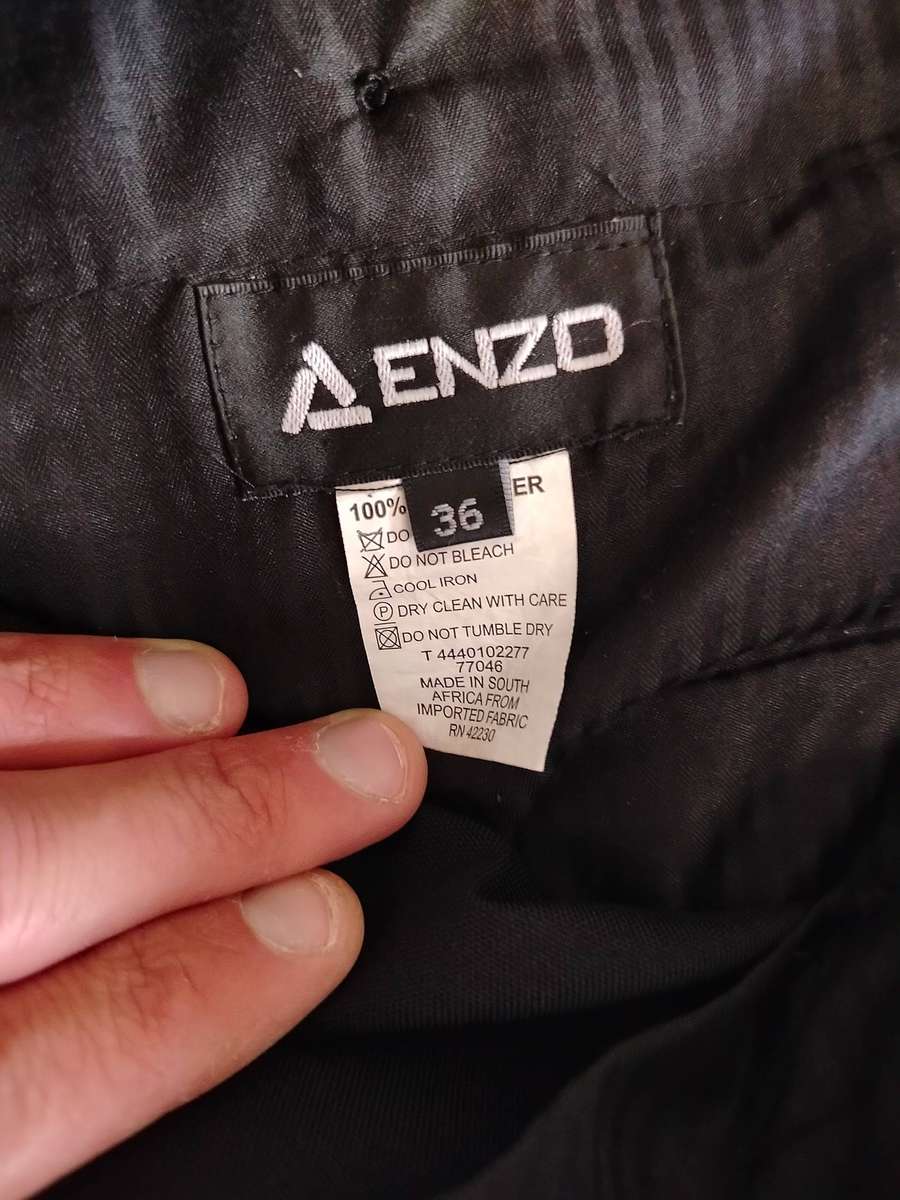 ENZO
100% ER
36
DO
DO NOT BLEACH
COOL IRON
P DRY CLEAN WITH CARE
DO NOT TUMBLE DRY
T 4440102277
77046
MADE IN SOUTH
AFRICA FROM
IMPORTED FABRIC
RN 42230